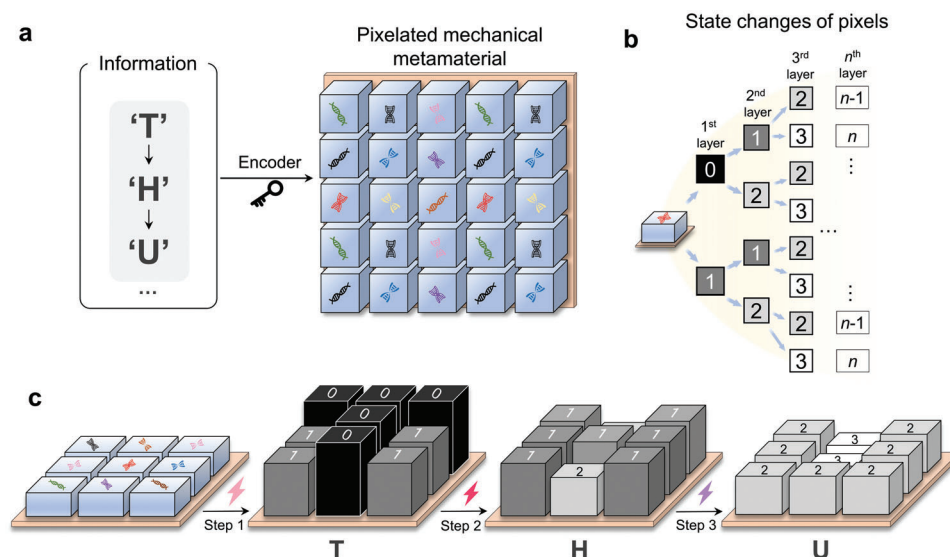 a
Information
‘T’
‘H’
‘U’
...
Encoder
Pixelated mechanical
metamaterial
b
State changes of pixels
1st
layer
2nd
layer
3rd
layer
nth
layer
0
1
1
2
1
2
2
3
2
3
2
3
2
3
n-1
n
⋮
...
⋮
n-1
n
c
Step 1
0 0 0
0
1 0 1
1 1
T
Step 2
1 1
1 1 1
1 2 1
H
Step 3
2 3 2
2 3 2
2 2 2
U